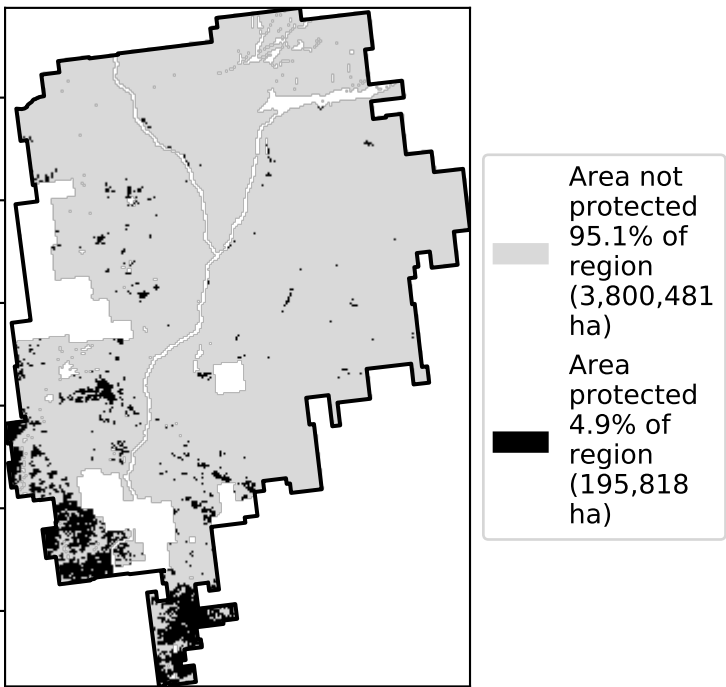 Area not
protected
95.1% of
region
(3,800,481
ha)
Area
protected
4.9% of
region
(195,818
ha)